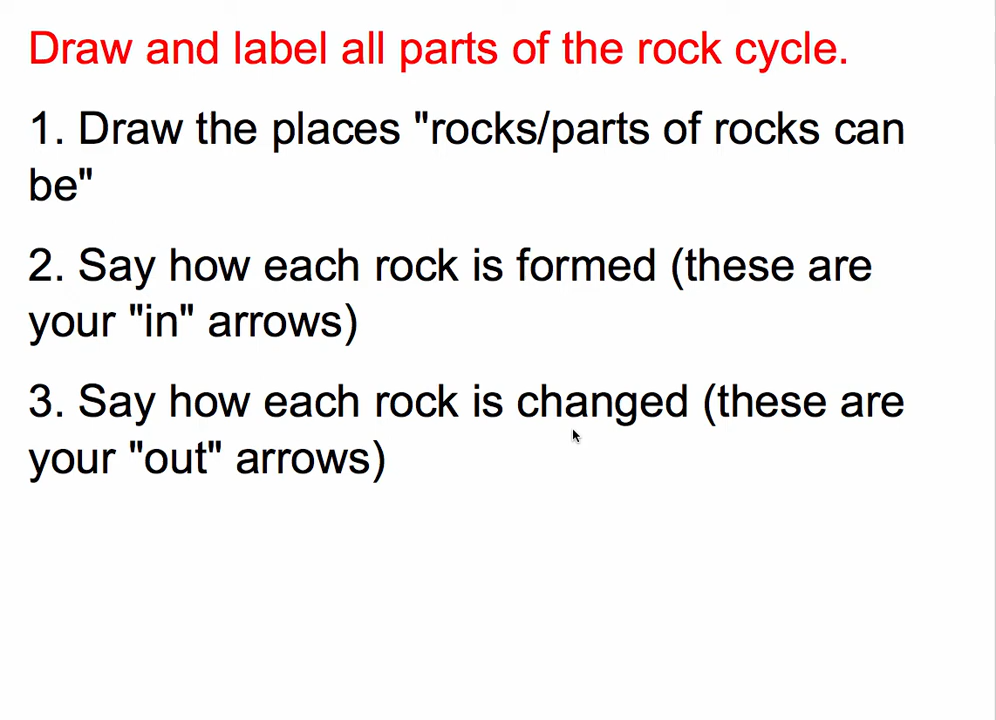 Draw and label all parts of the rock cycle.
1. Draw the places "rocks/parts of rocks can
be"
2. Say how each rock is formed (these are
your "in" arrows)
3. Say how each rock is changed (these are
your "out" arrows)